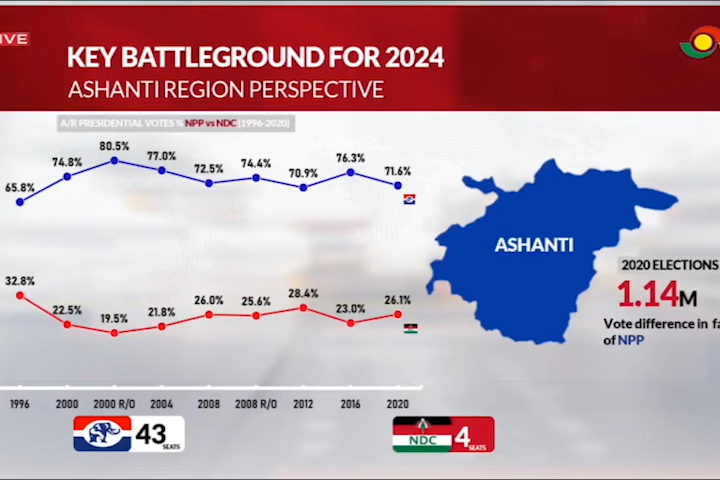 LIVE
KEY BATTLEGROUND FOR 2024
ASHANTI REGION PERSPECTIVE
A/R PRESIDENTIAL VOTES % NPP vs NDC (1996-2020)
65.8% 74.8% 80.5% 77.0% 72.5% 74.4% 70.9% 76.3% 71.6%
ASHANTI
32.8% 22.5% 19.5% 21.8% 26.0% 25.6% 28.4% 23.0% 26.1%
2020 ELECTIONS
1.14M
Vote difference in fa
of NPP
1996 2000 2000 R/O 2004 2008 2008 R/O 2012 2016 2020
43 SEATS
NDC 4 SEATS